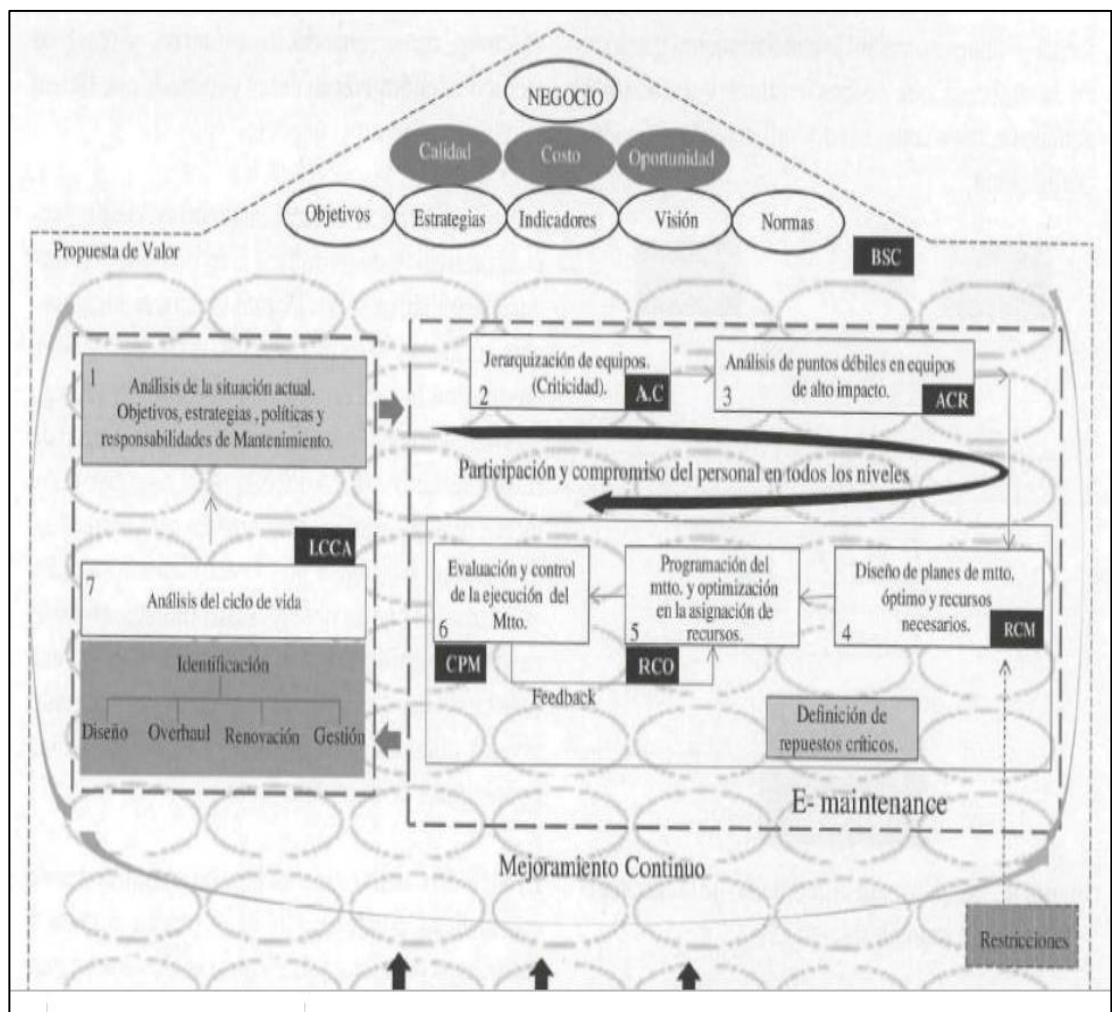 NEGOCIO
Calidad
Costo
Oportunidad
Objetivos
Estrategias
Indicadores
Visión
Normas
Propuesta de Valor
BSC
1
Análisis de la situación actual.
Objetivos, estrategias , políticas y
responsabilidades de Mantenimiento.
Jerarquización de equipos.
(Criticidad).
2
A.C
Análisis de puntos débiles en equipos
de alto impacto.
3
ACR
Participación y compromiso del personal en todos los niveles
LCCA
7
Análisis del ciclo de vida
Identificación
Diseño
Overhaul
Renovación
Gestión
Evaluación y control
de la ejecución del
Mtto.
6
CPM
Programación del
mtto. y optimización
en la asignación de
recursos.
5
RCO
Diseño de planes de mtto.
óptimo y recursos
necesarios.
4
RCM
Feedback
Definición de
repuestos críticos.
E- maintenance
Mejoramiento Continuo
Restricciones